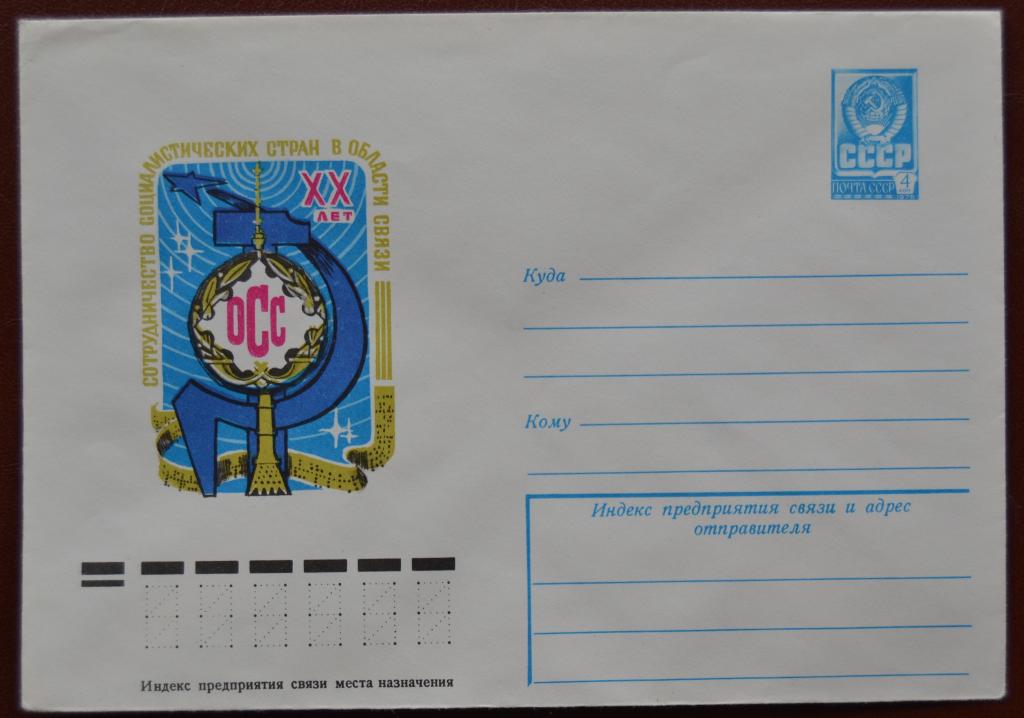 СОТРУДНИЧЕСТВО СОЦИАЛИСТИЧЕСКИХ СТРАН В ОБЛАСТИ СВЯЗИ
XX
ЛЕТ
ОСС
СССР
ПОЧТА СССР
4
Куда
Кому
Индекс предприятия связи и адрес
отправителя
Индекс предприятия связи места назначения